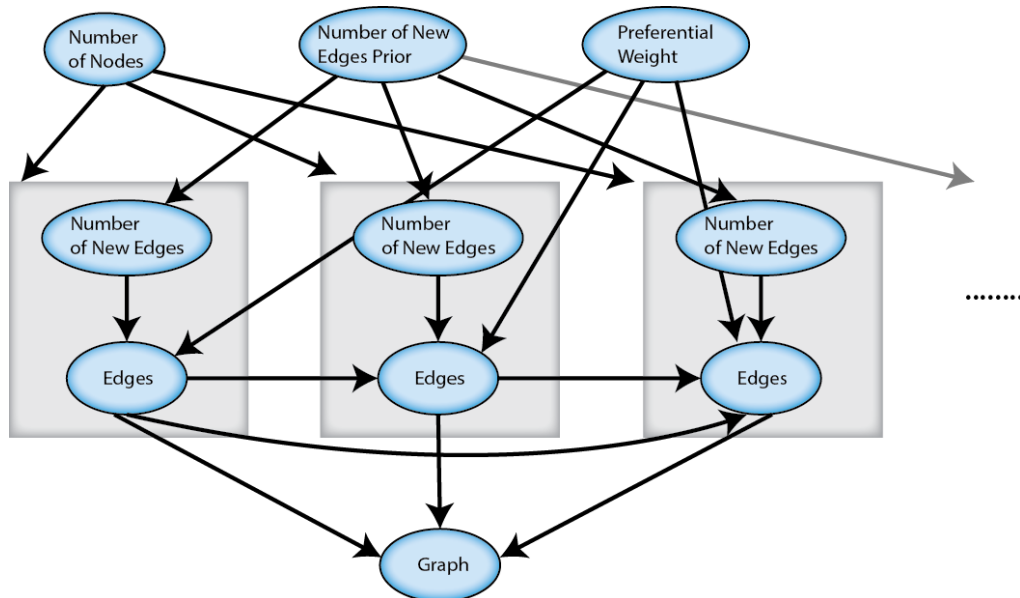 Number
of Nodes
Number of New
Edges Prior
Preferential
Weight
Number
of New Edges
Number
of New Edges
Number
of New Edges
Edges
Edges
Edges
Graph